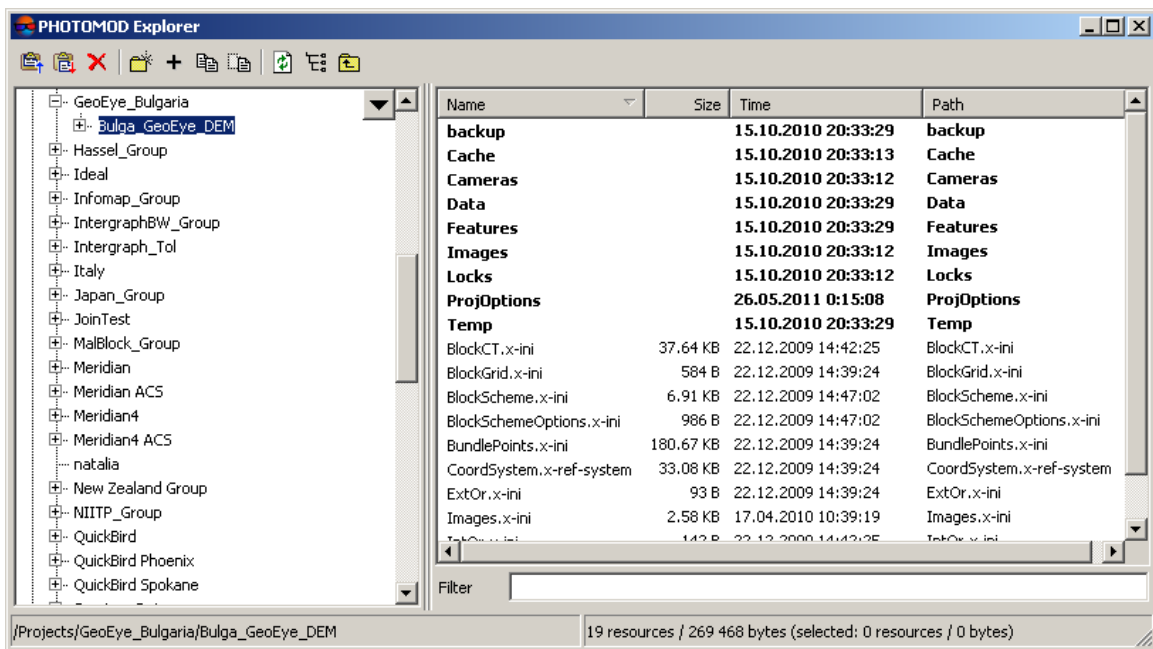 PHOTOMOD Explorer
GeoEye_Bulgaria
Bulga_GeoEye_DEM
Hassel_Group
Ideal
Infomap_Group
IntergraphBW_Group
Intergraph_Tol
Italy
Japan_Group
JoinTest
MalBlock_Group
Meridian
Meridian ACS
Meridian4
Meridian4 ACS
natalia
New Zealand Group
NIITP_Group
QuickBird
QuickBird Phoenix
QuickBird Spokane
Name Size Time Path
backup 15.10.2010 20:33:29 backup
Cache 15.10.2010 20:33:13 Cache
Cameras 15.10.2010 20:33:12 Cameras
Data 15.10.2010 20:33:29 Data
Features 15.10.2010 20:33:29 Features
Images 15.10.2010 20:33:12 Images
Locks 15.10.2010 20:33:12 Locks
ProjOptions 26.05.2011 0:15:08 ProjOptions
Temp 15.10.2010 20:33:29 Temp
BlockCT.x-ini 37.64 KB 22.12.2009 14:42:25 BlockCT.x-ini
BlockGrid.x-ini 584 B 22.12.2009 14:39:24 BlockGrid.x-ini
BlockScheme.x-ini 6.91 KB 22.12.2009 14:47:02 BlockScheme.x-ini
BlockSchemeOptions.x-ini 986 B 22.12.2009 14:47:02 BlockSchemeOptions.x-ini
BundlePoints.x-ini 180.67 KB 22.12.2009 14:39:24 BundlePoints.x-ini
CoordSystem.x-ref-system 33.08 KB 22.12.2009 14:39:24 CoordSystem.x-ref-system
ExtOr.x-ini 93 B 22.12.2009 14:39:24 ExtOr.x-ini
Images.x-ini 2.58 KB 17.04.2010 10:39:19 Images.x-ini
Filter
/Projects/GeoEye_Bulgaria/Bulga_GeoEye_DEM
19 resources / 269 468 bytes (selected: 0 resources / 0 bytes)